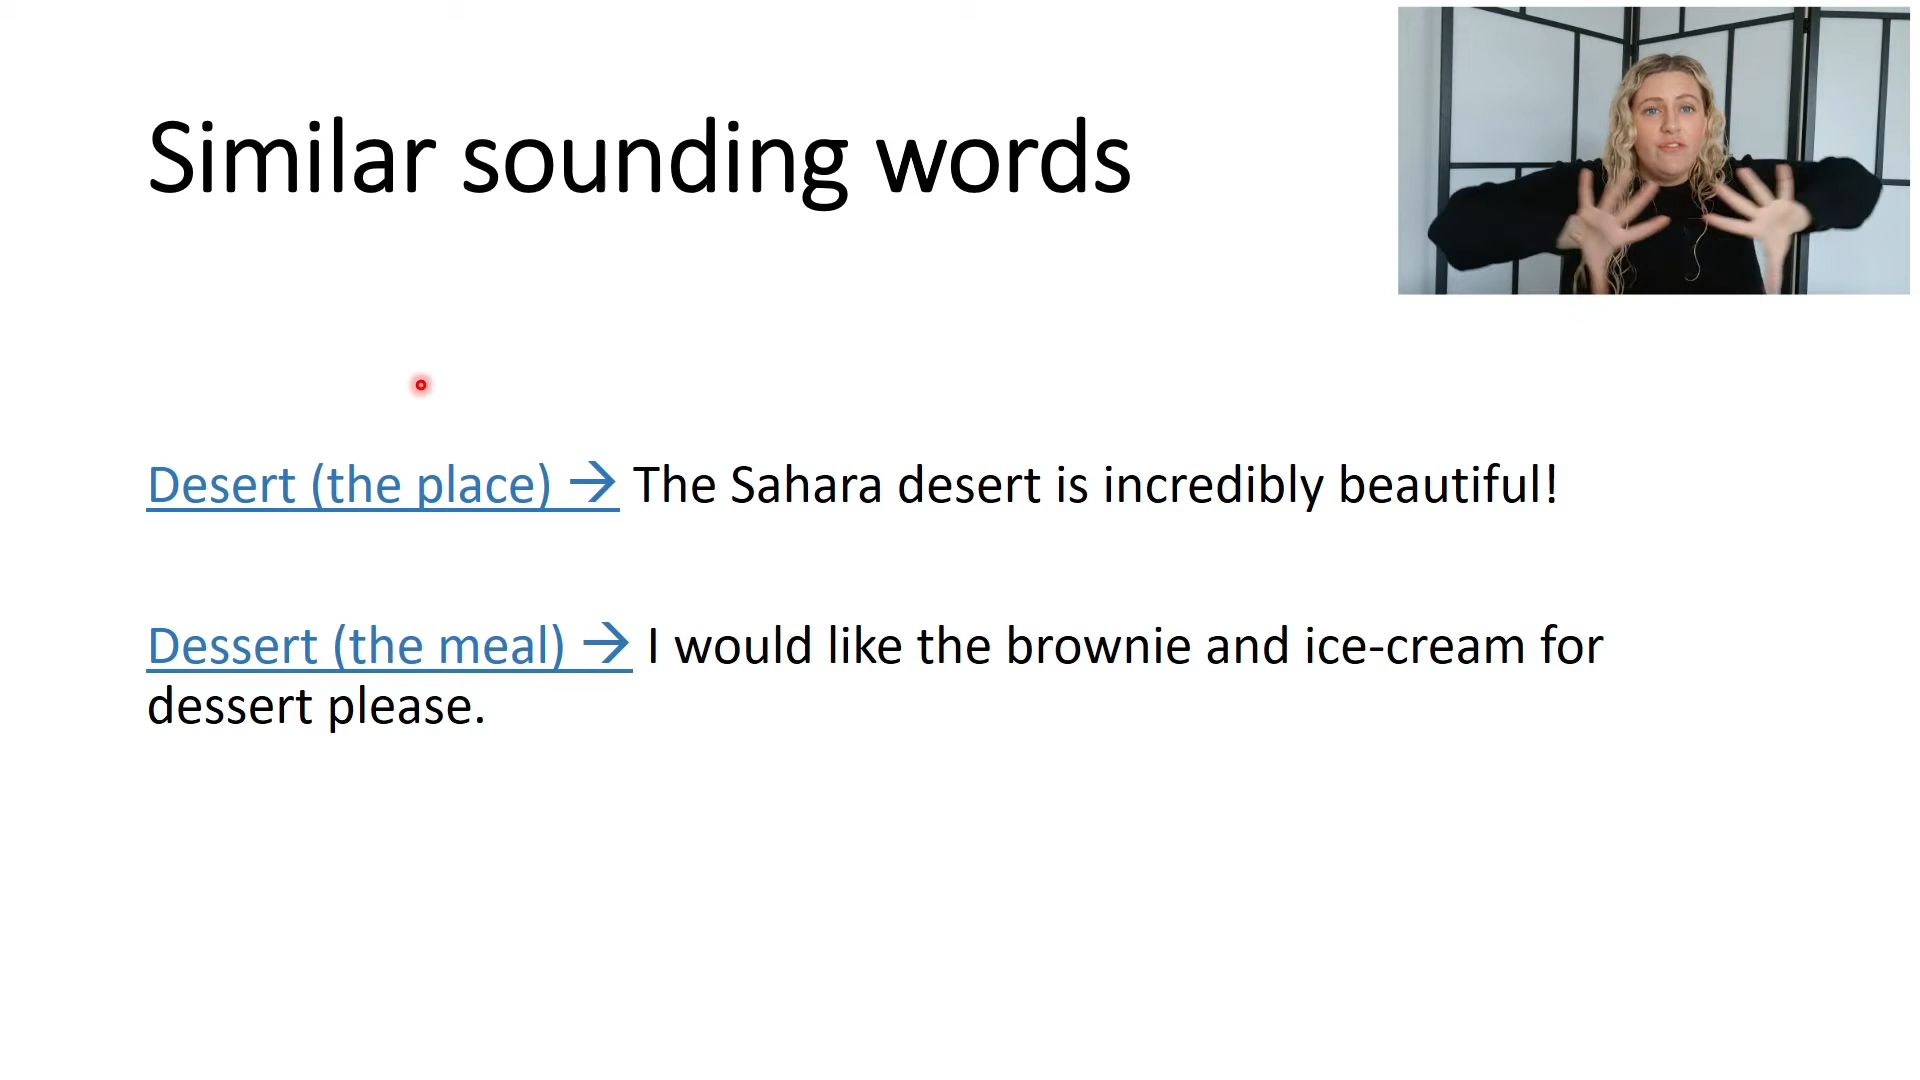 Similar sounding words
Desert (the place) → The Sahara desert is incredibly beautiful!
Dessert (the meal) → I would like the brownie and ice-cream for
dessert please.